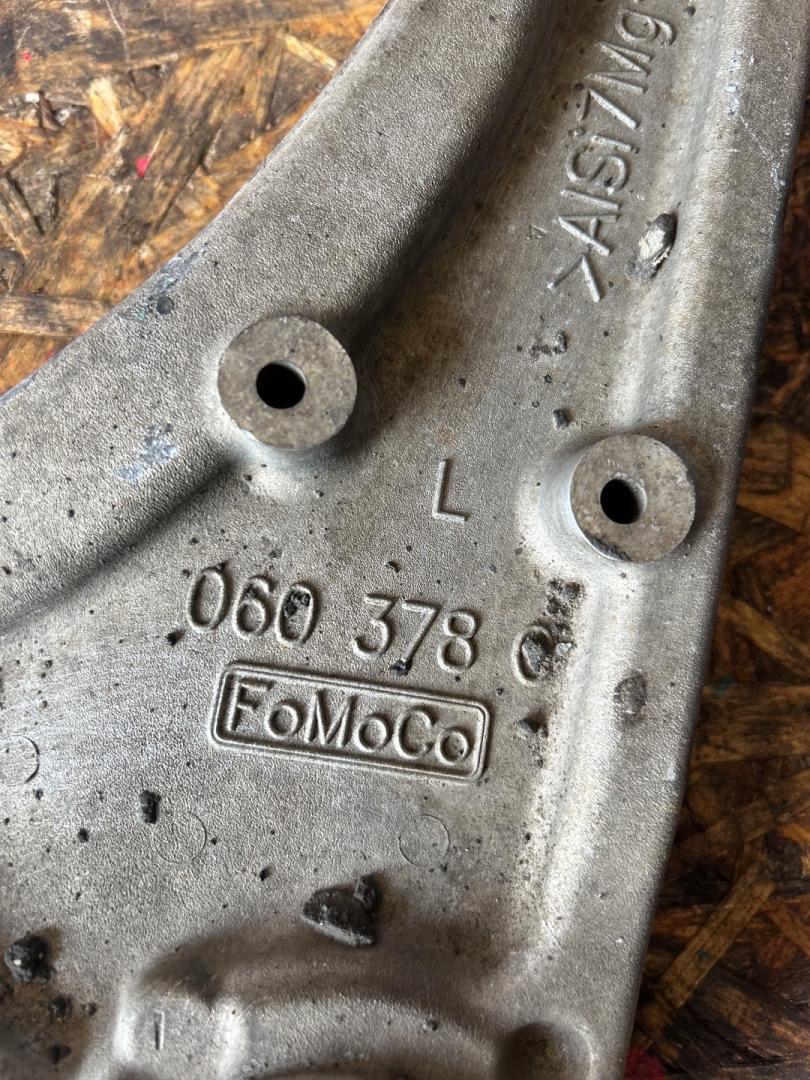 >AlSi7Mg
L
060 378 C
FoMoCo